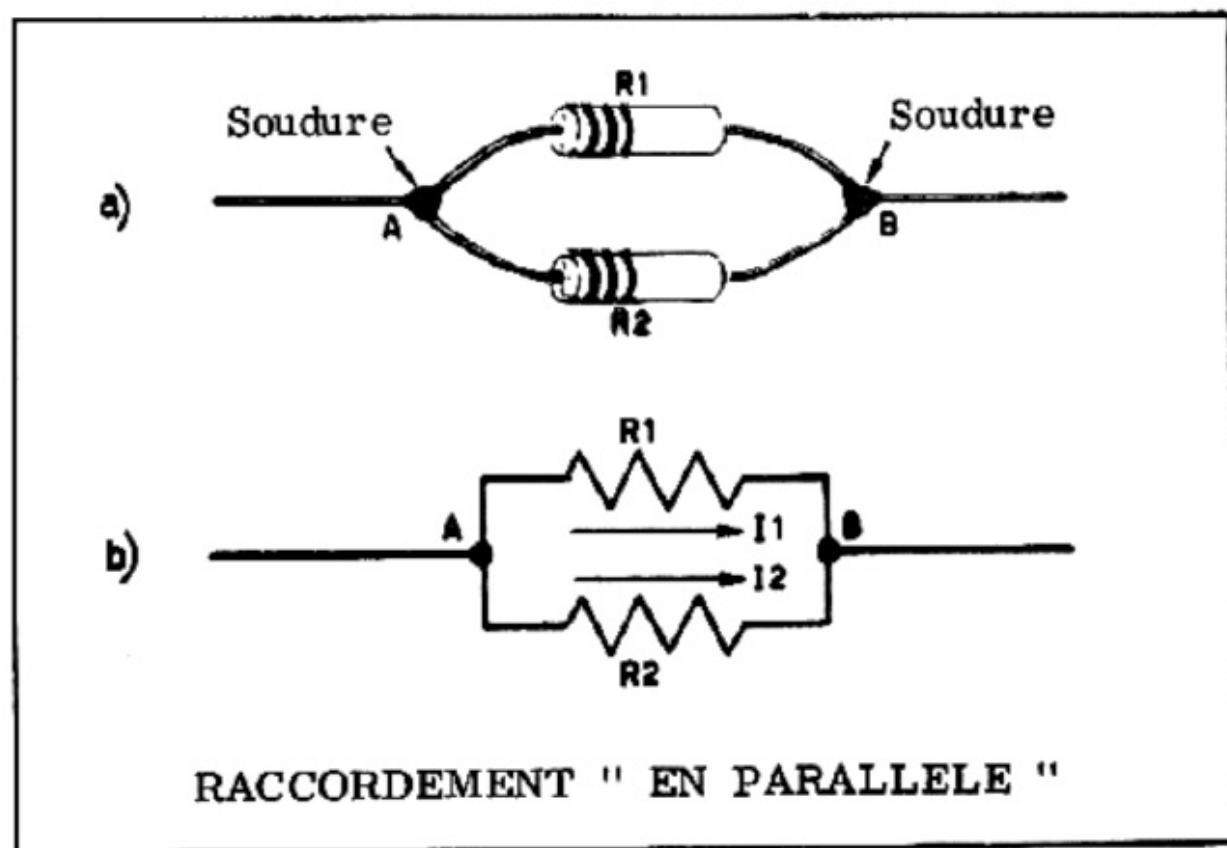 R1
Soudure
Soudure
a)
A
B
R2
R1
A
B
I1
b)
I2
R2
RACCORDEMENT " EN PARALLELE "